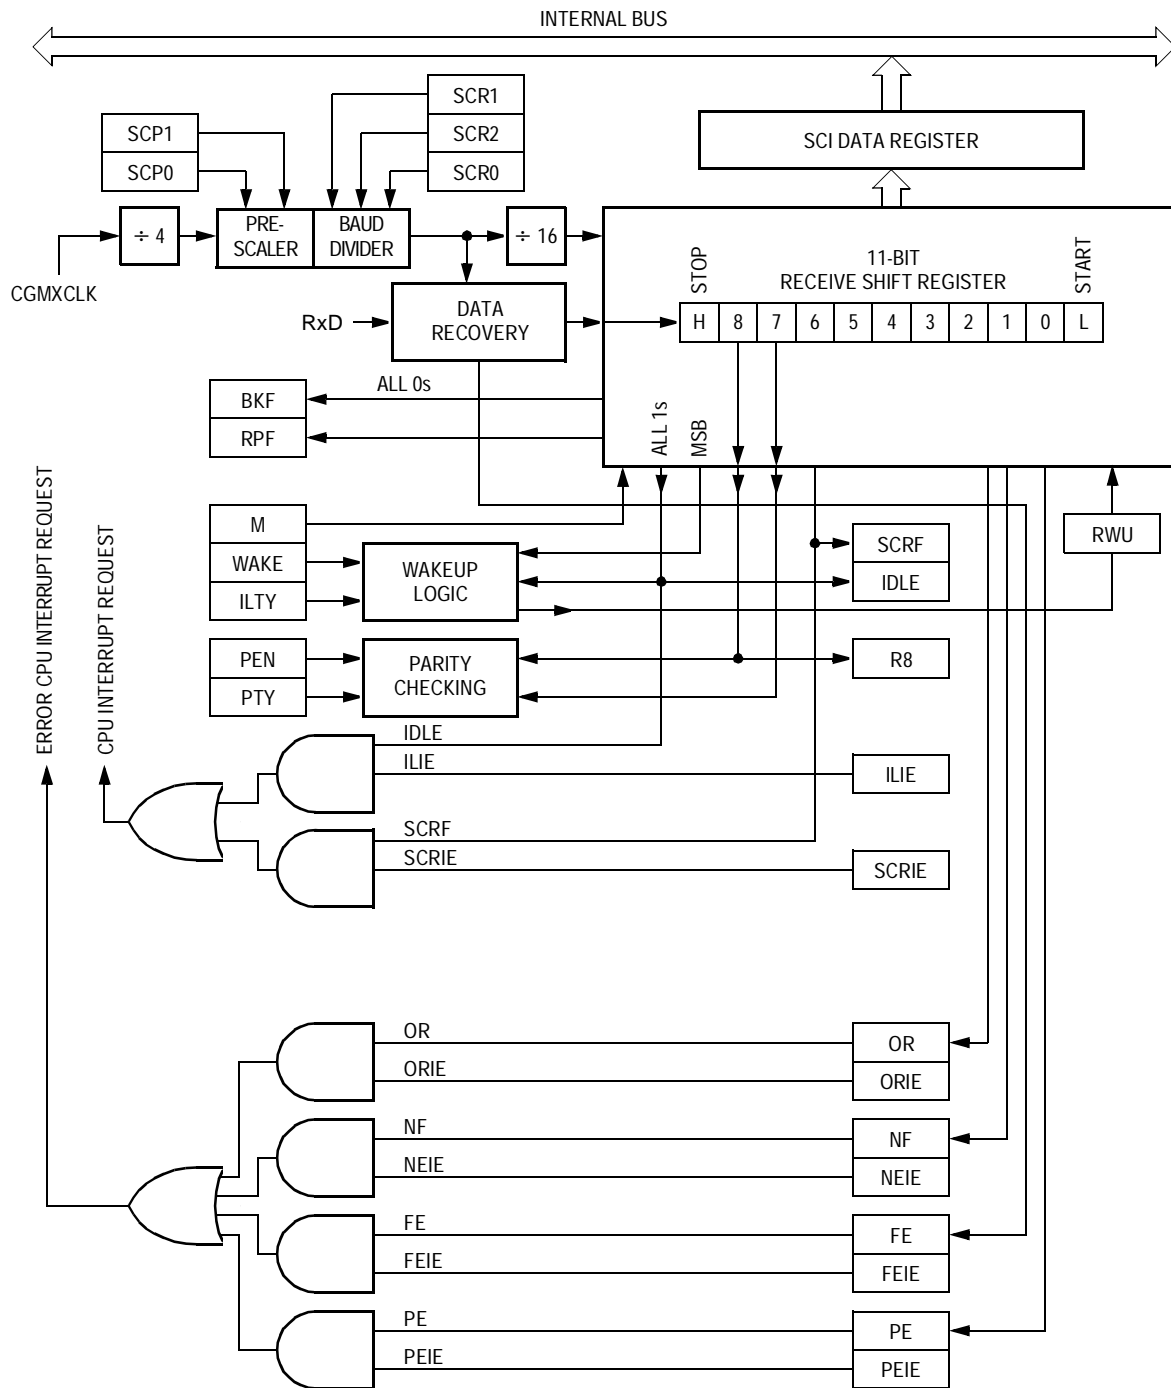 INTERNAL BUS
SCR1
SCR2
SCR0
SCP1
SCP0
SCI DATA REGISTER
÷ 4
PRE-
SCALER
BAUD
DIVIDER
÷ 16
CGMXCLK
RxD
DATA
RECOVERY
STOP
11-BIT
RECEIVE SHIFT REGISTER
START
H 8 7 6 5 4 3 2 1 0 L
ALL 0s
BKF
RPF
ALL 1s
MSB
M
WAKE
ILTY
WAKEUP
LOGIC
SCRF
IDLE
RWU
PEN
PTY
PARITY
CHECKING
R8
ERROR CPU INTERRUPT REQUEST
CPU INTERRUPT REQUEST
IDLE
ILIE
ILIE
SCRF
SCRIE
SCRIE
OR
ORIE
OR
ORIE
NF
NEIE
NF
NEIE
FE
FEIE
FE
FEIE
PE
PEIE
PE
PEIE